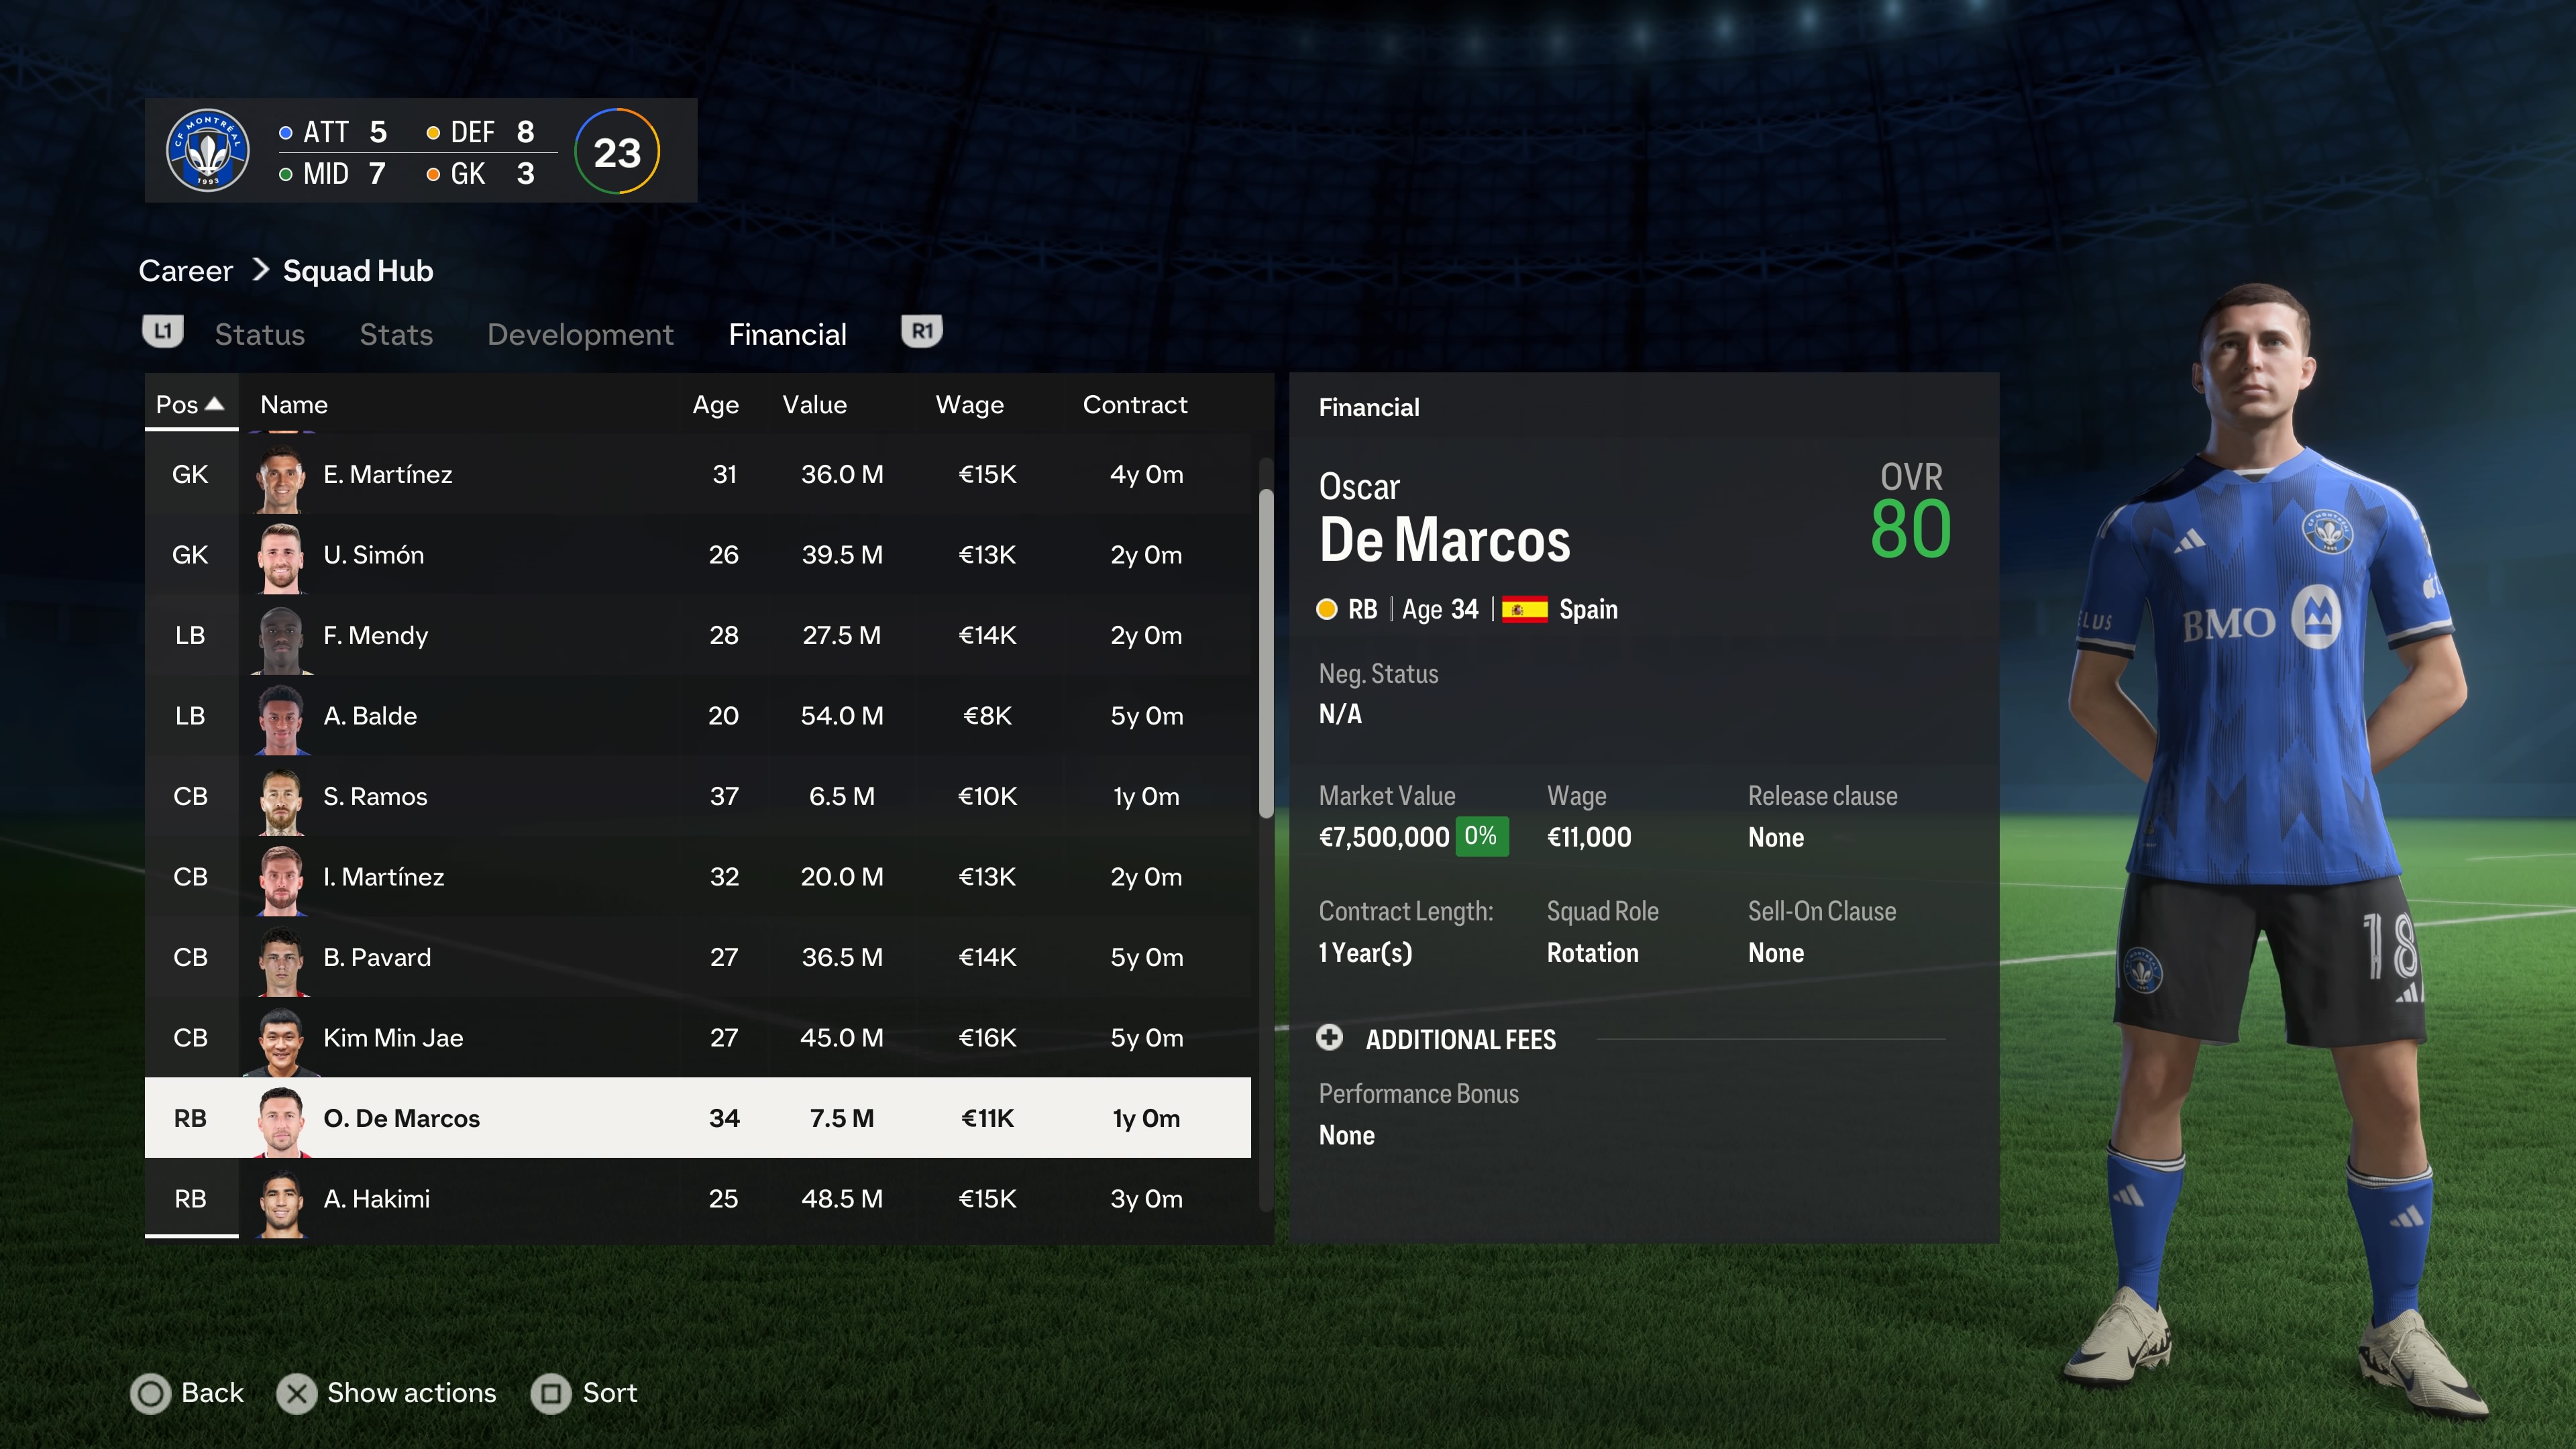 CF MONTRÉAL
1993
ATT 5 DEF 8
MID 7 GK 3
23
Career > Squad Hub
L1 Status Stats Development Financial R1
Pos Name Age Value Wage Contract
GK E. Martínez 31 36.0 M €15K 4y 0m
GK U. Simón 26 39.5 M €13K 2y 0m
LB F. Mendy 28 27.5 M €14K 2y 0m
LB A. Balde 20 54.0 M €8K 5y 0m
CB S. Ramos 37 6.5 M €10K 1y 0m
CB I. Martínez 32 20.0 M €13K 2y 0m
CB B. Pavard 27 36.5 M €14K 5y 0m
CB Kim Min Jae 27 45.0 M €16K 5y 0m
RB O. De Marcos 34 7.5 M €11K 1y 0m
RB A. Hakimi 25 48.5 M €15K 3y 0m
Financial
Oscar
De Marcos
OVR
80
RB | Age 34 | Spain
Neg. Status
N/A
Market Value Wage Release clause
€7,500,000 0% €11,000 None
Contract Length: Squad Role Sell-On Clause
1 Year(s) Rotation None
ADDITIONAL FEES
Performance Bonus
None
ELUS
BMO
18
Back Show actions Sort